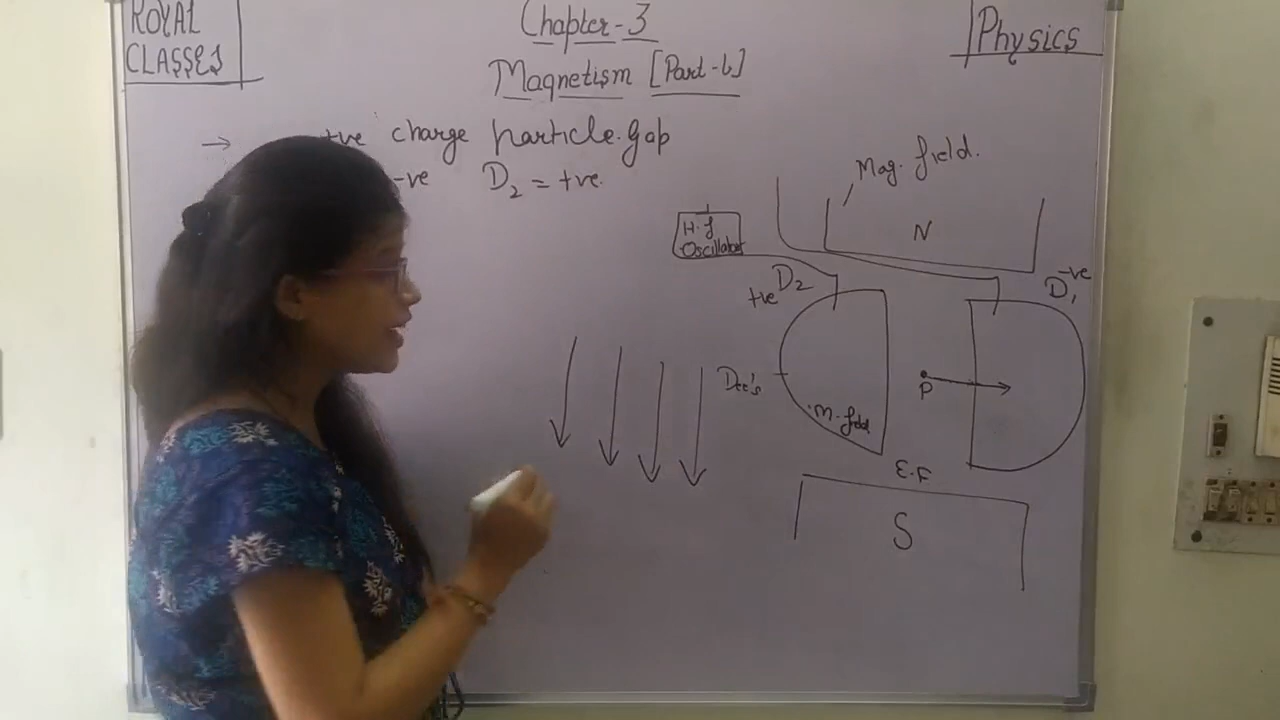 ROYAL
CLASSES
Chapter-3
Magnetism [Part-b]
Physics
→ +ve charge particle gap
-ve D₂ = +ve.
Mag. field.
H.f
Oscillator
N
D₁ -ve
+ve D₂
Dee's
P
M. field
E.F
S